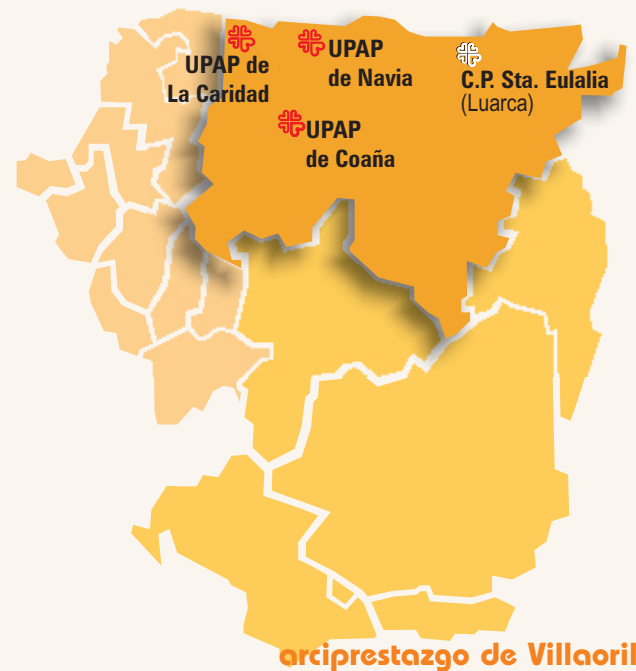 UPAP de
La Caridad
UPAP
de Navia
C.P. Sta. Eulalia
(Luarca)
UPAP
de Coaña
arciprestazgo de Villaoril